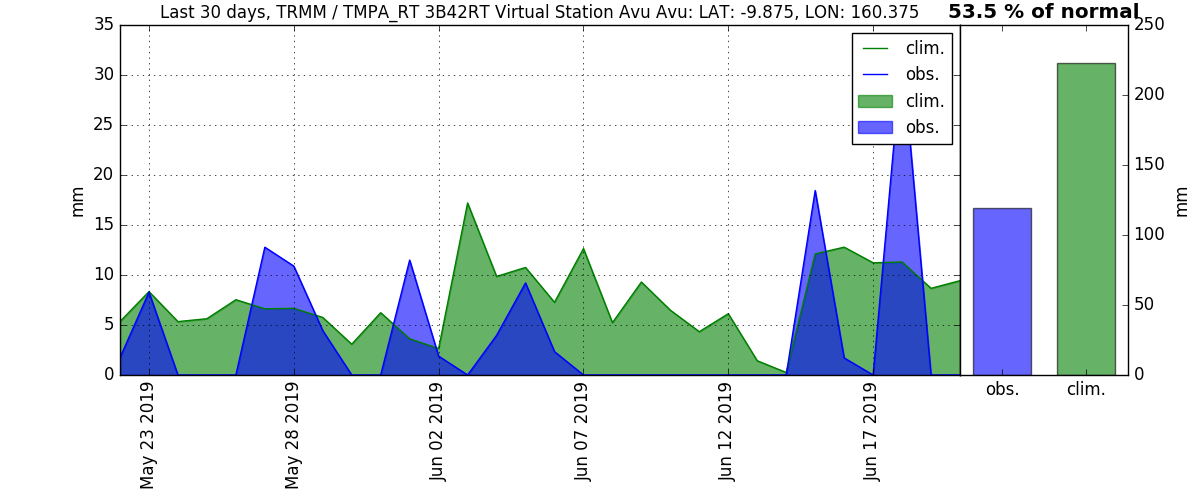 Last 30 days, TRMM / TMPA_RT 3B42RT Virtual Station Avu Avu: LAT: -9.875, LON: 160.375
53.5 % of normal
35
30
25
20
15
10
5
0
mm
clim.
obs.
clim.
obs.
250
200
150
100
50
0
mm
May 23 2019
May 28 2019
Jun 02 2019
Jun 07 2019
Jun 12 2019
Jun 17 2019
obs.
clim.